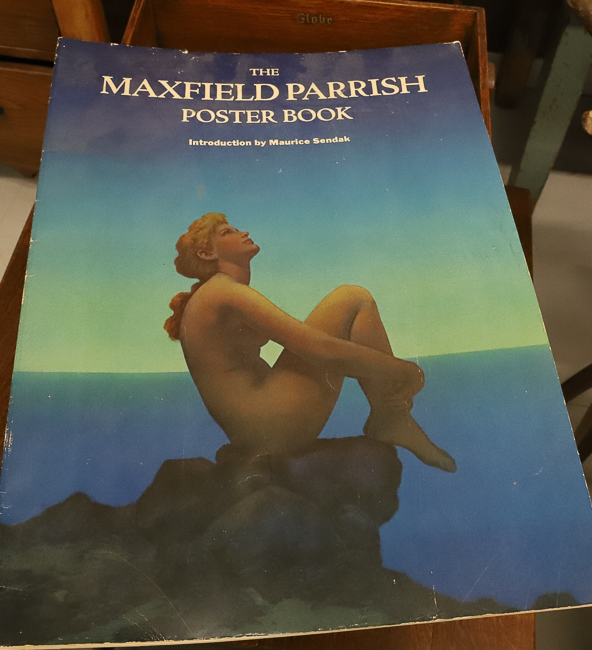 Globe
THE
MAXFIELD PARRISH
POSTER BOOK
Introduction by Maurice Sendak